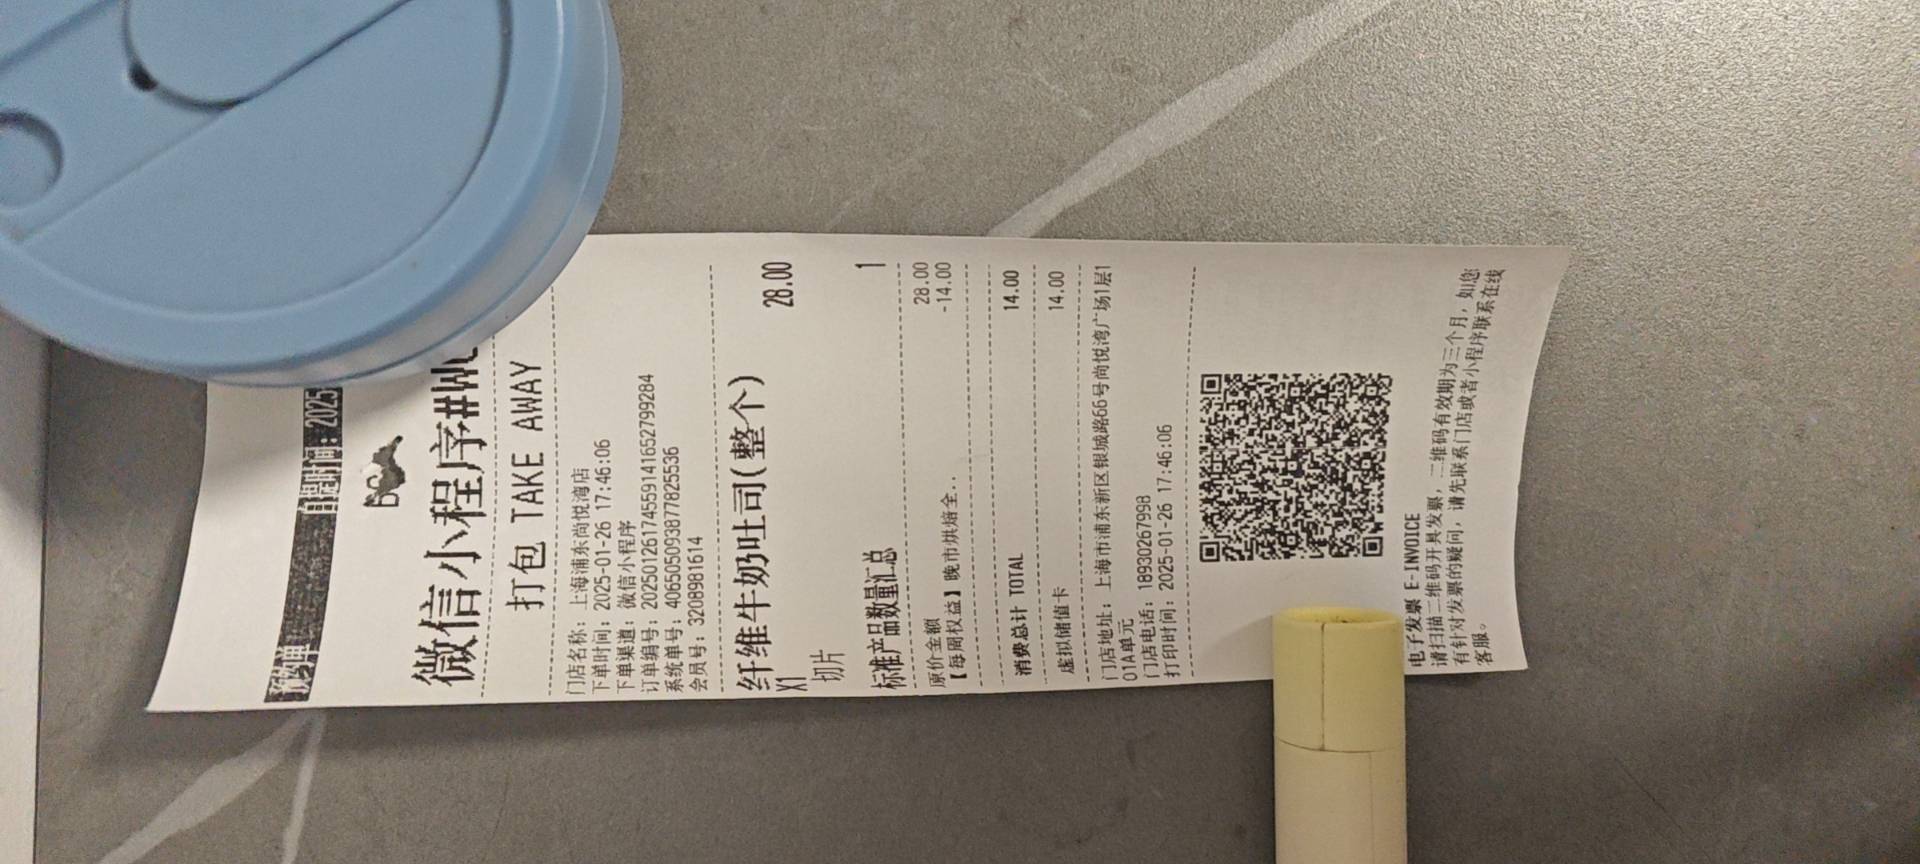 预约单 自提时间：2025
微信小程序#W
打包 TAKE AWAY
门店名称：上海浦东尚悦湾店
下单时间：2025-01-26 17:46:06
下单渠道：微信小程序
订单编号：2025012617455914165279928​4
系统单号：4065050938778255​36
会员号：3208981614
纤维牛奶吐司(整个)
X1 28.00
切片
标准产品数量汇总 1
原价金额 28.00
【每周权益】晚市烘焙全.. -14.00
消费总计 TOTAL 14.00
虚拟储值卡 14.00
门店地址：上海市浦东新区银城路66号尚悦湾广场1层1
01A单元
门店电话：18930267998
打印时间：2025-01-26 17:46:06
电子发票 E-INVOICE
请扫描二维码开具发票，二维码有效期为三个月，如您
有针对发票的疑问，请先联系门店或者小程序联系在线
客服。